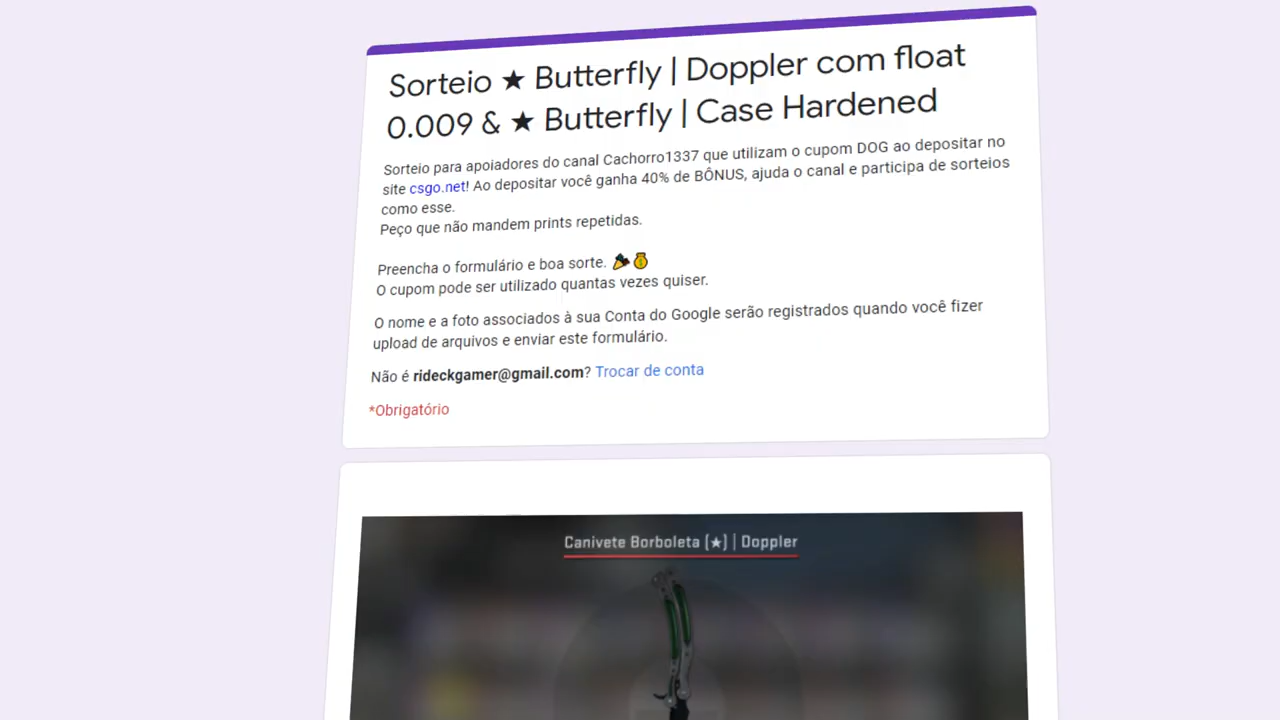 Sorteio ★ Butterfly | Doppler com float
0.009 & ★ Butterfly | Case Hardened
Sorteio para apoiadores do canal Cachorro1337 que utilizam o cupom DOG ao depositar no
site csgo.net! Ao depositar você ganha 40% de BÔNUS, ajuda o canal e participa de sorteios
como esse.
Peço que não mandem prints repetidas.
Preencha o formulário e boa sorte. 🎉💰
O cupom pode ser utilizado quantas vezes quiser.
O nome e a foto associados à sua Conta do Google serão registrados quando você fizer
upload de arquivos e enviar este formulário.
Não é rideckgamer@gmail.com? Trocar de conta
*Obrigatório
Canivete Borboleta (★) | Doppler